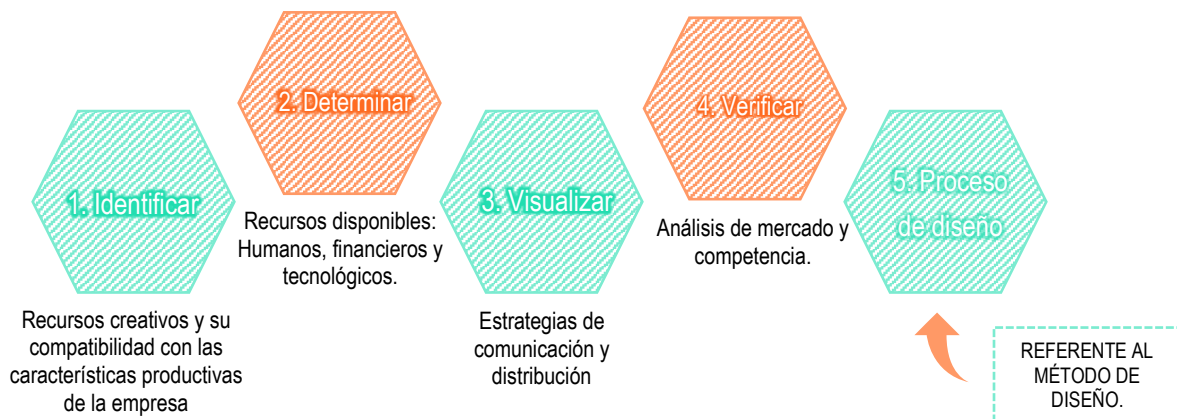 1. Identificar
Recursos creativos y su
compatibilidad con las
características productivas
de la empresa
2. Determinar
Recursos disponibles:
Humanos, financieros y
tecnológicos.
3. Visualizar
Estrategias de
comunicación y
distribución
4. Verificar
Análisis de mercado y
competencia.
5. Proceso
de diseño
REFERENTE AL
MÉTODO DE
DISEÑO.